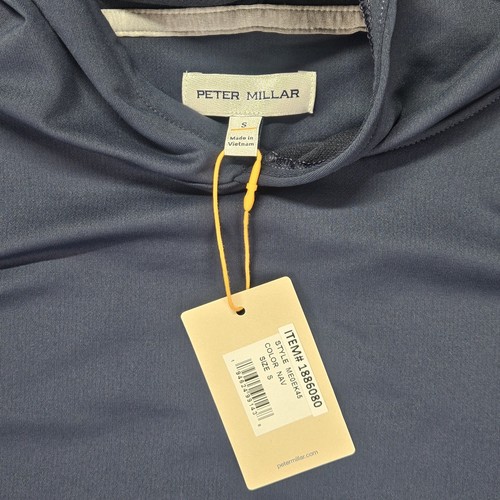 PETER MILLAR
S
Made in
Vietnam
ITEM# 1886080
STYLE ME0EK45
COLOR NAV
SIZE S
petermillar.com